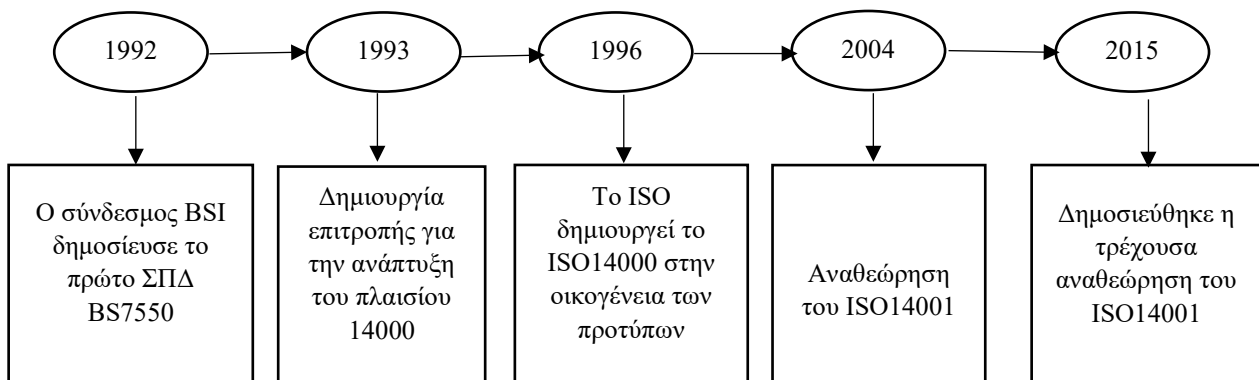 1992
1993
1996
2004
2015
Ο σύνδεσμος BSI
δημοσίευσε το
πρώτο ΣΠΔ
BS7550
Δημιουργία
επιτροπής για
την ανάπτυξη
του πλαισίου
14000
Το ISO
δημιουργεί το
ISO14000 στην
οικογένεια των
προτύπων
Αναθεώρηση
του ISO14001
Δημοσιεύθηκε η
τρέχουσα
αναθεώρηση του
ISO14001